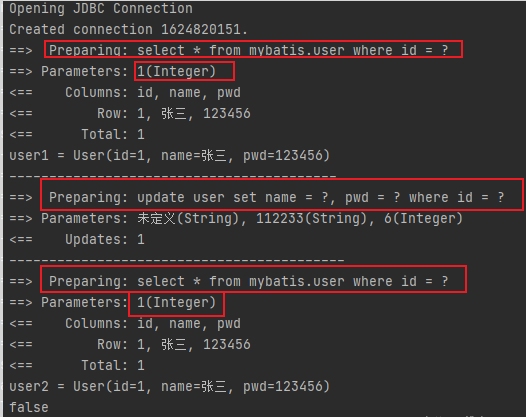 Opening JDBC Connection
Created connection 1624820151.
==>  Preparing: select * from mybatis.user where id = ?
==> Parameters: 1(Integer)
<==    Columns: id, name, pwd
<==        Row: 1, 张三, 123456
<==      Total: 1
user1 = User(id=1, name=张三, pwd=123456)
-----------------------------------------
==>  Preparing: update user set name = ?, pwd = ? where id = ?
==> Parameters: 未定义(String), 112233(String), 6(Integer)
<==    Updates: 1
------------------------------------------
==>  Preparing: select * from mybatis.user where id = ?
==> Parameters: 1(Integer)
<==    Columns: id, name, pwd
<==        Row: 1, 张三, 123456
<==      Total: 1
user2 = User(id=1, name=张三, pwd=123456)
false